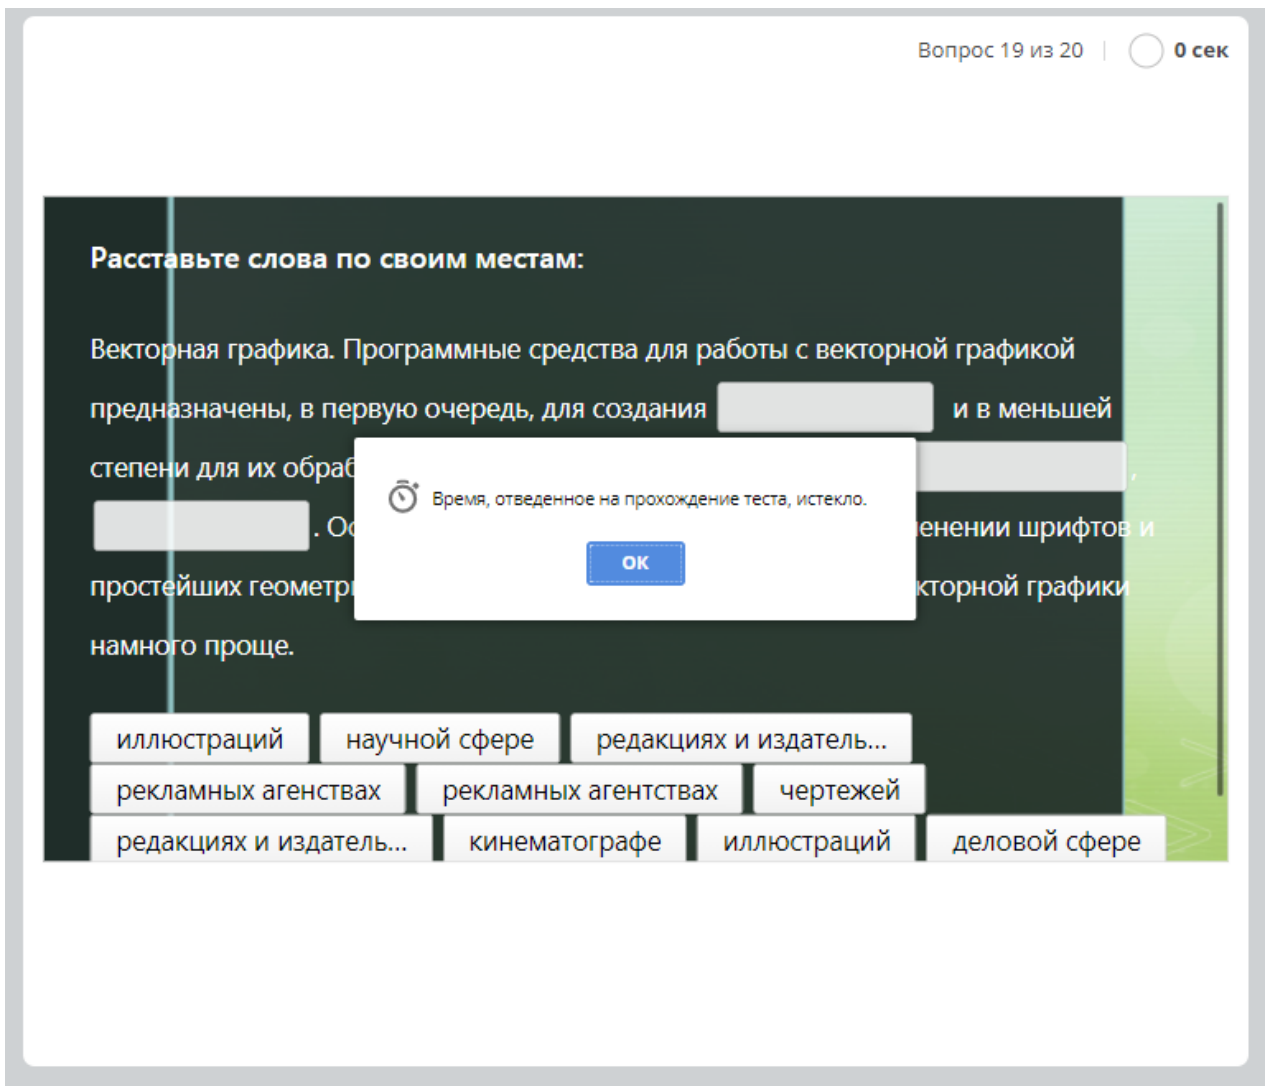 Вопрос 19 из 20 | 0 сек
Расставьте слова по своим местам:
Векторная графика. Программные средства для работы с векторной графикой
предназначены, в первую очередь, для создания и в меньшей
степени для их обраб ,
. Ос енении шрифтов и
простейших геометри кторной графики
намного проще.
Время, отведенное на прохождение теста, истекло.
ОК
иллюстраций научной сфере редакциях и издатель...
рекламных агенствах рекламных агентствах чертежей
редакциях и издатель... кинематографе иллюстраций деловой сфере